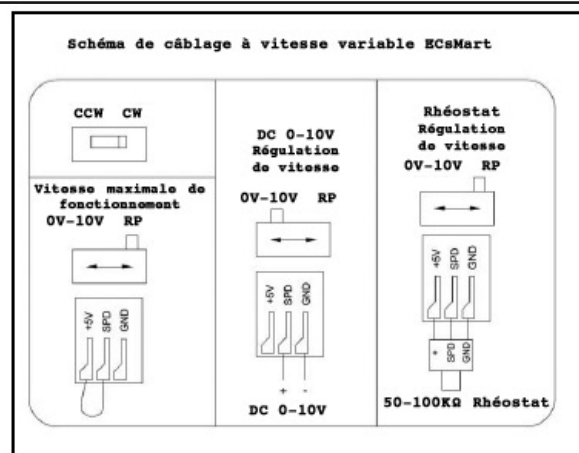 Schéma de câblage à vitesse variable ECsMart
CCW CW
Vitesse maximale de
fonctionnement
0V-10V RP
+5V
SPD
GND
DC 0-10V
Régulation
de vitesse
0V-10V RP
+5V
SPD
GND
+ -
DC 0-10V
Rhéostat
Régulation
de vitesse
0V-10V RP
+5V
SPD
GND
SPD
GND
50-100KΩ Rhéostat